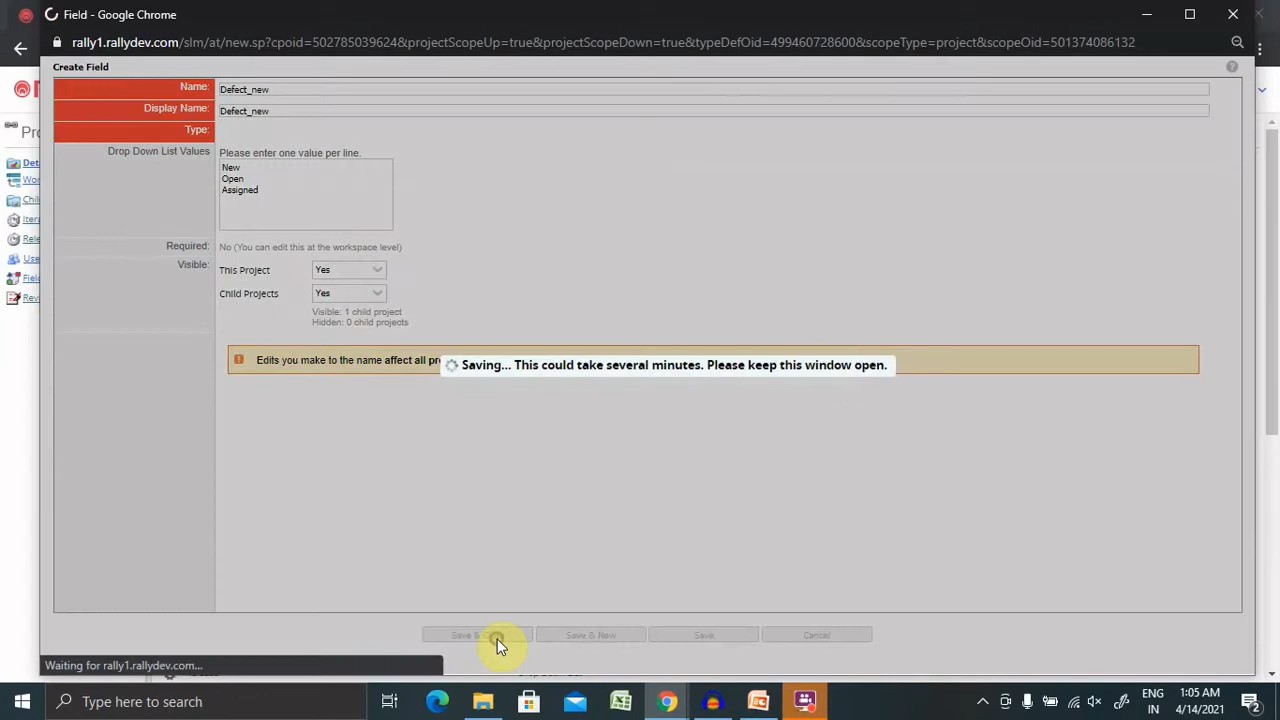 Field - Google Chrome
rally1.rallydev.com/slm/at/new.sp?cpoid=502785039624&projectScopeUp=true&projectScopeDown=true&typeDefOid=499460728600&scopeType=project&scopeOid=501374086132
Create Field
Name: Defect_new
Display Name: Defect_new
Type:
Drop Down List Values Please enter one value per line.
New
Open
Assigned
Required: No (You can edit this at the workspace level)
Visible: This Project Yes
Child Projects Yes
Visible: 1 child project
Hidden: 0 child projects
Edits you make to the name affect all
Saving... This could take several minutes. Please keep this window open.
Save & New Save Cancel
Waiting for rally1.rallydev.com...
Type here to search
ENG
IN
1:05 AM
4/14/2021
2